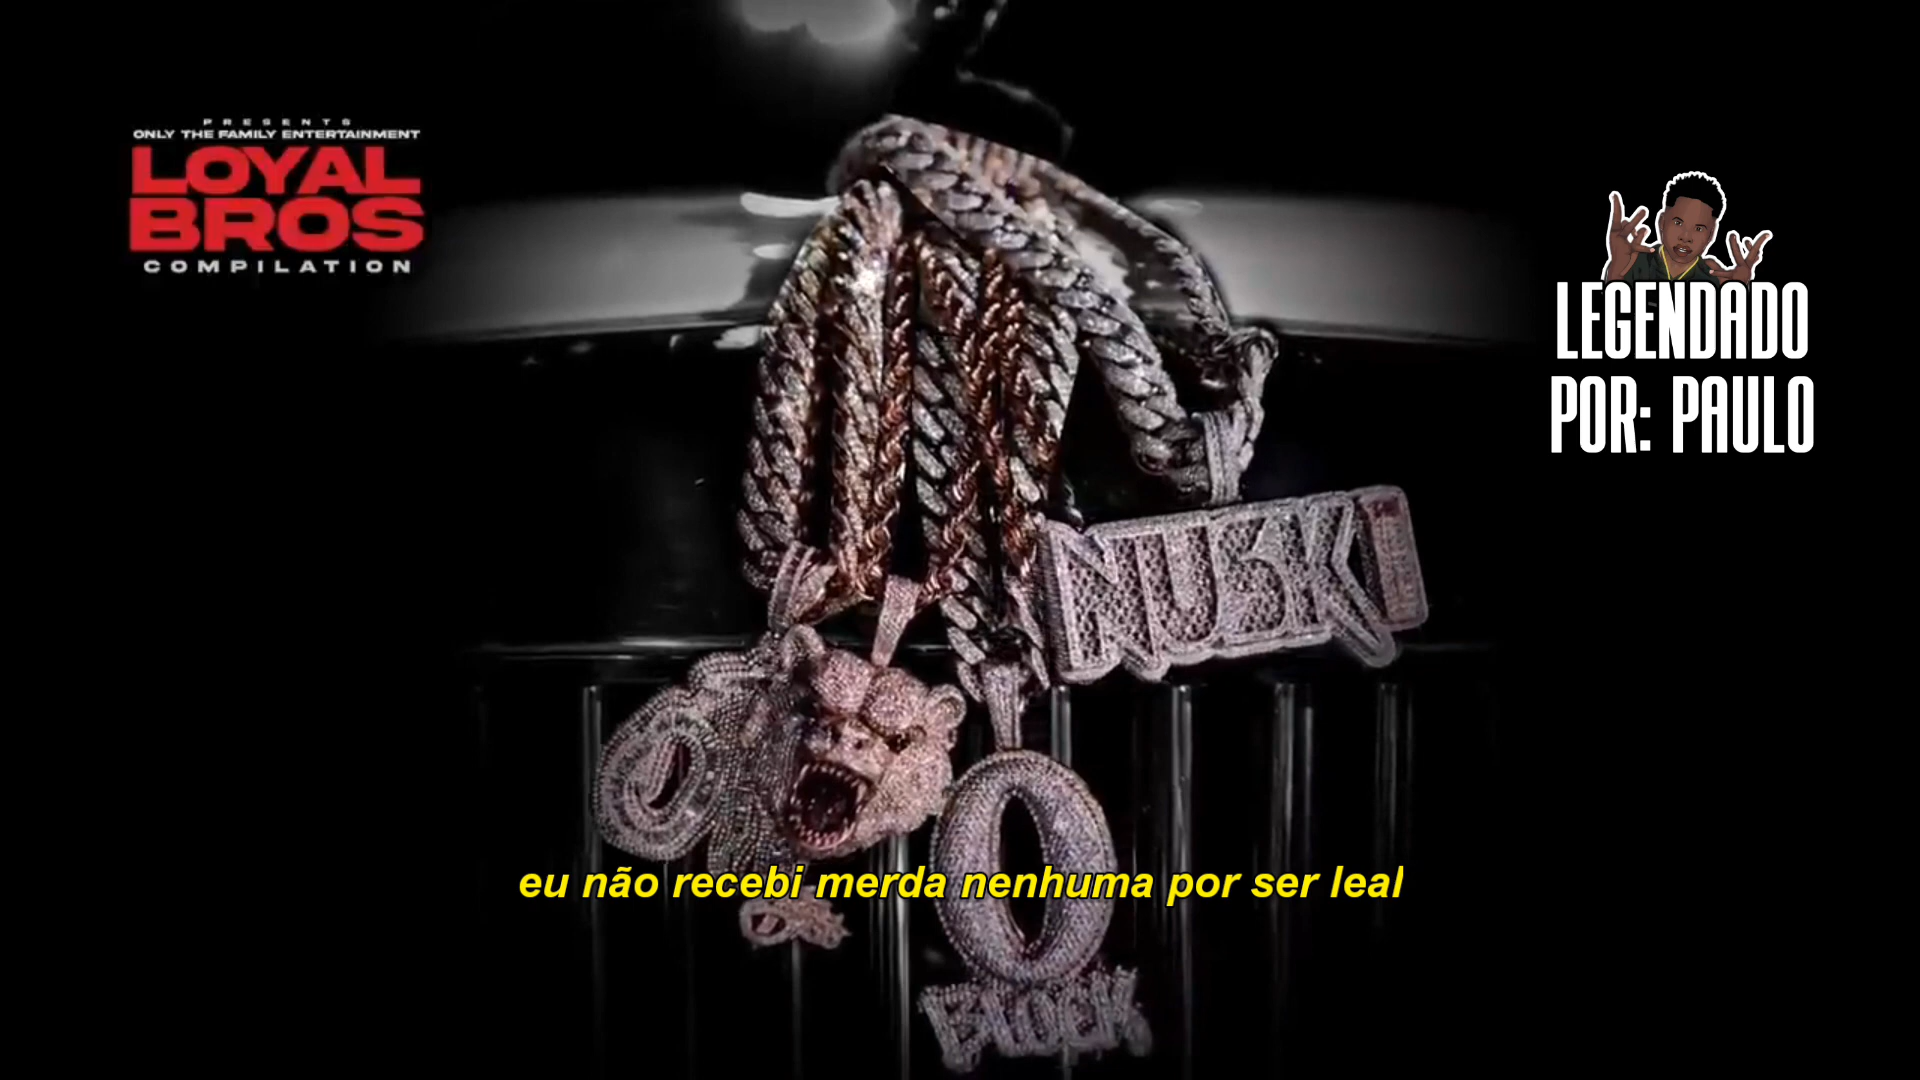 PRESENTS
ONLY THE FAMILY ENTERTAINMENT
LOYAL
BROS
COMPILATION
LEGENDADO
POR: PAULO
NUSKI
O
BLOCK
eu não recebi merda nenhuma por ser leal